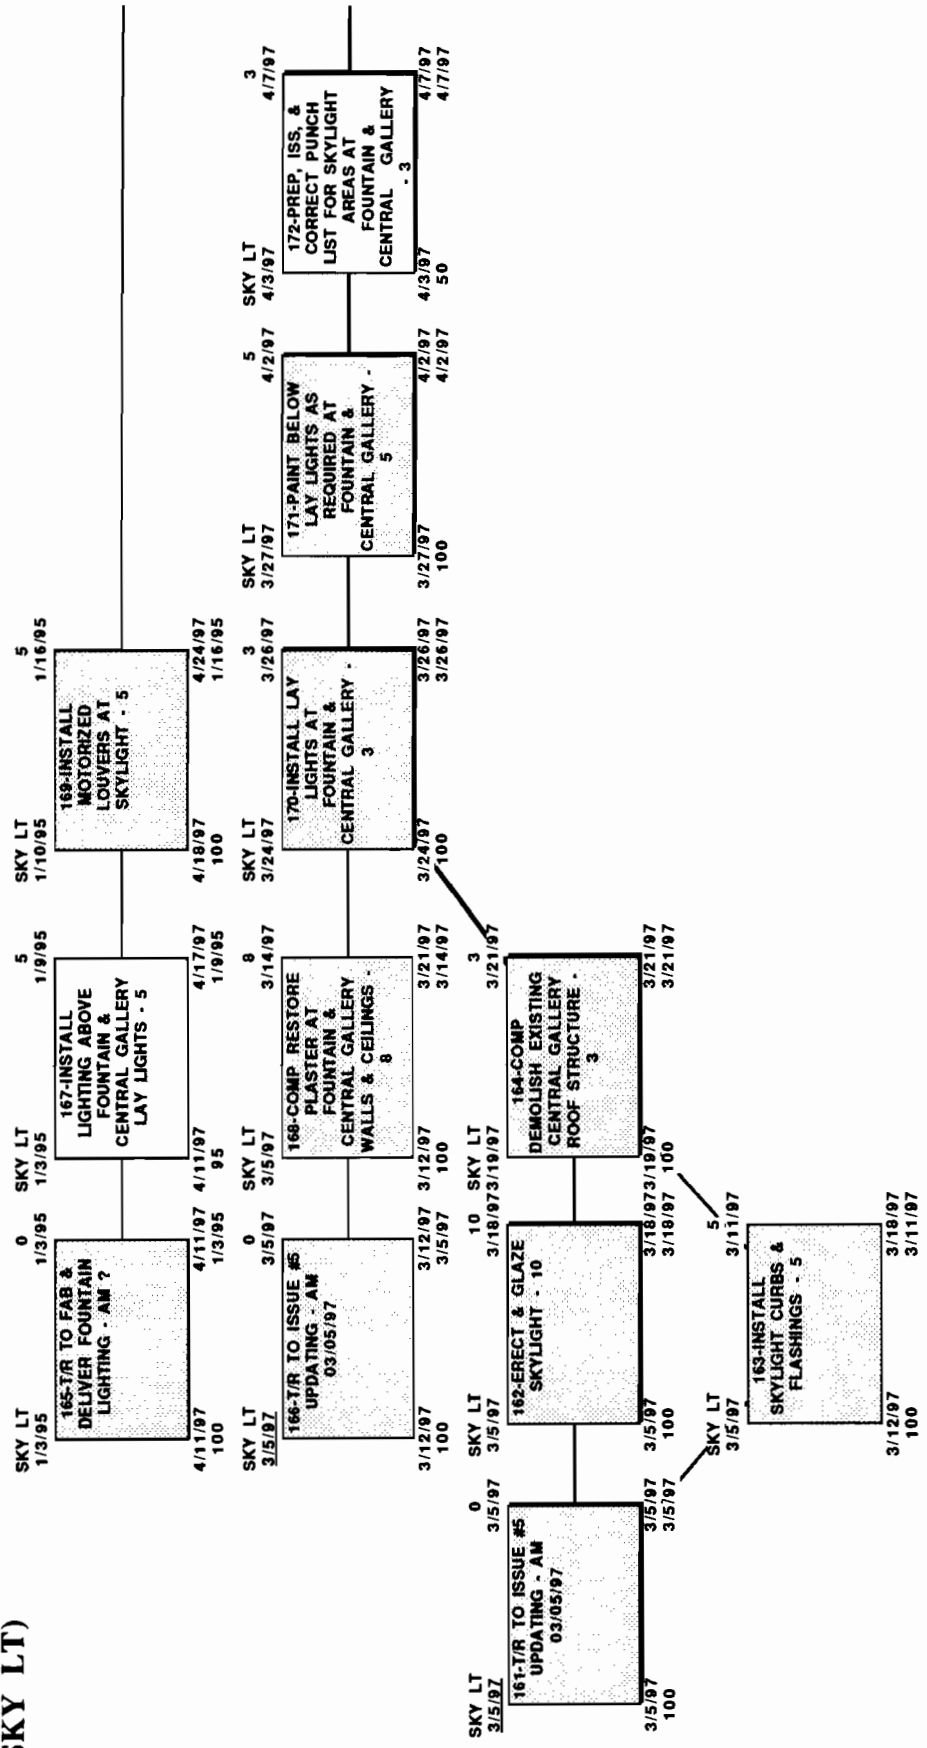 SKY LT)
SKY LT 0
1/3/95 1/3/95
165-T/R TO FAB &
DELIVER FOUNTAIN
LIGHTING - AM ?
4/11/97 4/11/97
100 1/3/95
SKY LT 5
1/3/95 1/9/95
167-INSTALL
LIGHTING ABOVE
FOUNTAIN &
CENTRAL GALLERY
LAY LIGHTS - 5
4/11/97 4/17/97
95 1/9/95
SKY LT 5
1/10/95 1/16/95
169-INSTALL
MOTORIZED
LOUVERS AT
SKYLIGHT - 5
4/18/97 4/24/97
100 1/16/95
SKY LT 0
3/5/97 3/5/97
166-T/R TO ISSUE #5
UPDATING - AM
03/05/97
3/12/97 3/12/97
100 3/5/97
SKY LT 8
3/5/97 3/14/97
168-COMP RESTORE
PLASTER AT
FOUNTAIN &
CENTRAL GALLERY
WALLS & CEILINGS -
8
3/12/97 3/21/97
100 3/14/97
SKY LT 3
3/24/97 3/26/97
170-INSTALL LAY
LIGHTS AT
FOUNTAIN &
CENTRAL GALLERY -
3
3/24/97 3/26/97
100 3/26/97
SKY LT 5
3/27/97 4/2/97
171-PAINT BELOW
LAY LIGHTS AS
REQUIRED AT
FOUNTAIN &
CENTRAL GALLERY -
5
3/27/97 4/2/97
100 4/2/97
SKY LT 3
4/3/97 4/7/97
172-PREP, ISS, &
CORRECT PUNCH
LIST FOR SKYLIGHT
AREAS AT
FOUNTAIN &
CENTRAL GALLERY
- 3
4/3/97 4/7/97
50 4/7/97
SKY LT 0
3/5/97 3/5/97
161-T/R TO ISSUE #5
UPDATING - AM
03/05/97
3/5/97 3/5/97
100 3/5/97
SKY LT 10
3/5/97 3/18/97
162-ERECT & GLAZE
SKYLIGHT - 10
3/5/97 3/18/97
100 3/18/97
SKY LT 3
3/19/97 3/21/97
164-COMP
DEMOLISH EXISTING
CENTRAL GALLERY
ROOF STRUCTURE -
3
3/19/97 3/21/97
100 3/21/97
SKY LT 5
3/5/97 3/11/97
163-INSTALL
SKYLIGHT CURBS &
FLASHINGS - 5
3/12/97 3/18/97
100 3/11/97